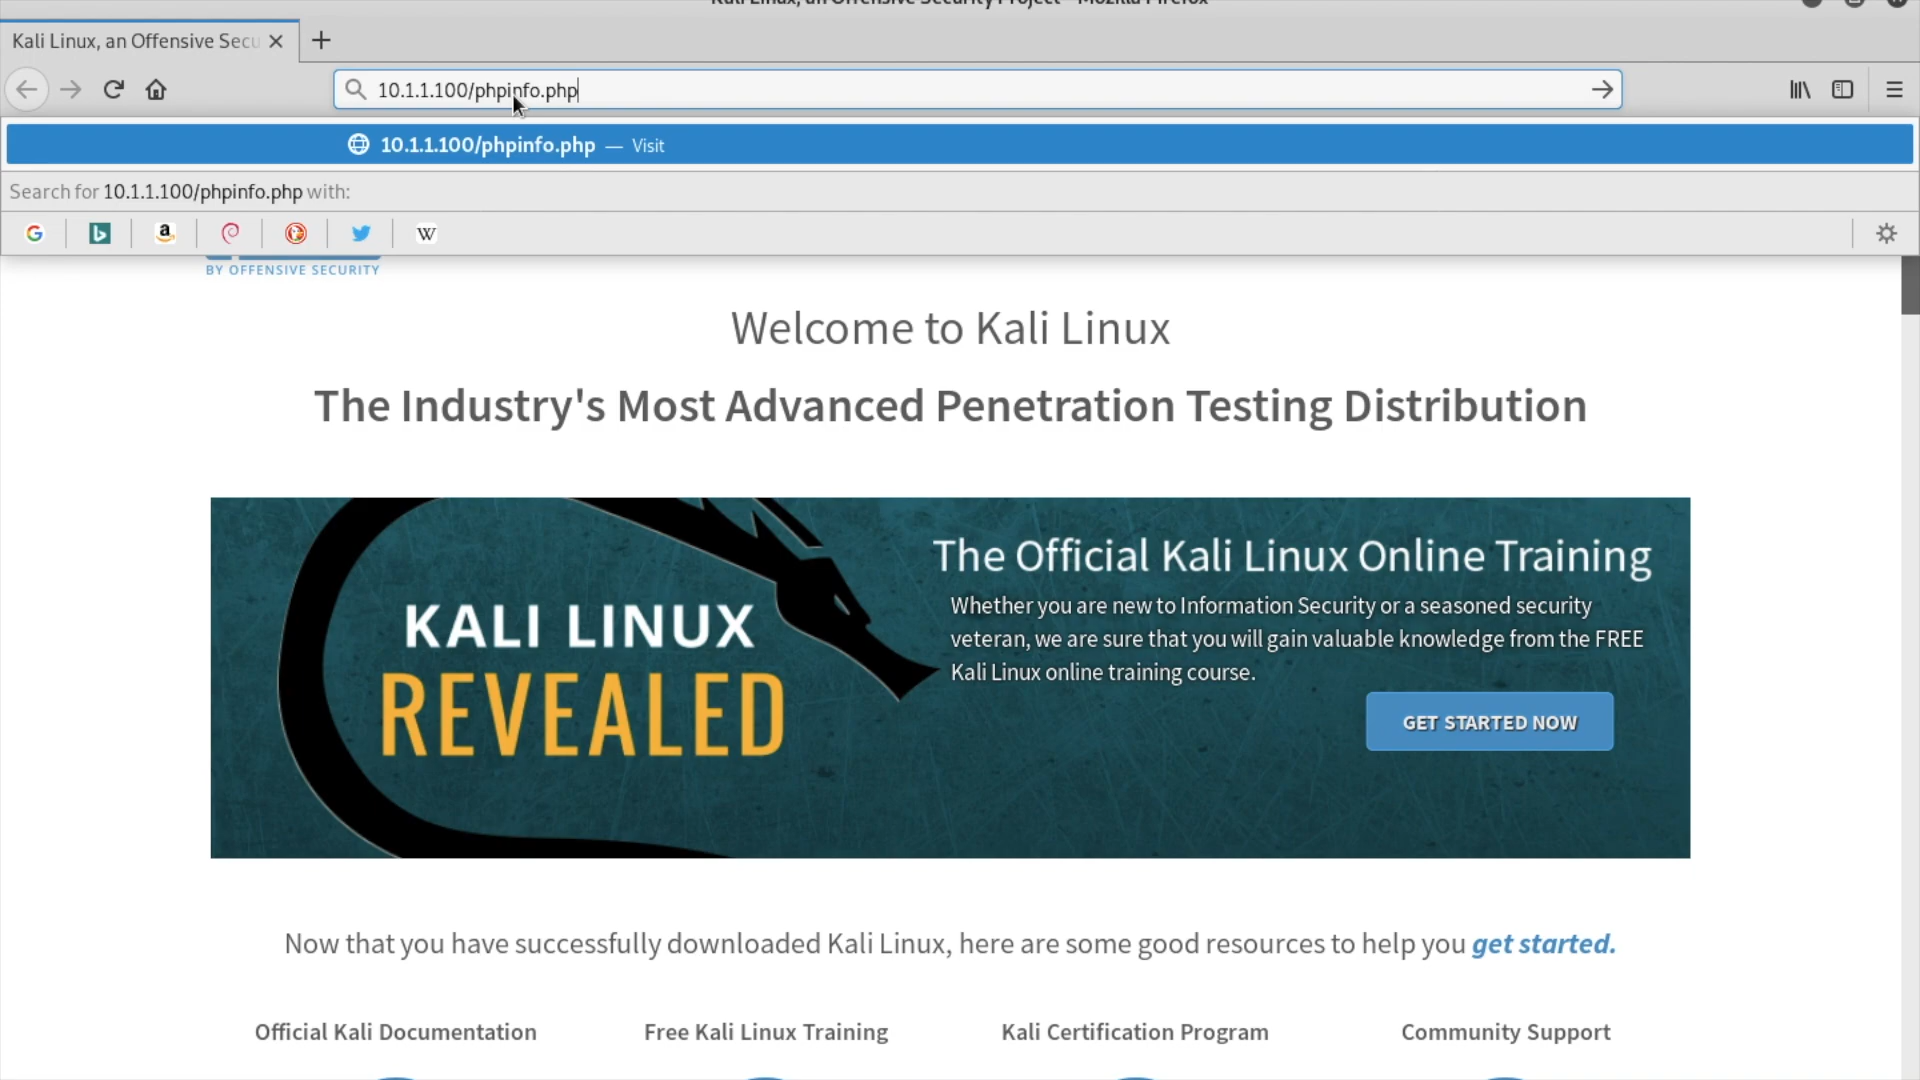 Kali Linux, an Offensive Security Project - Mozilla Firefox
Kali Linux, an Offensive Secu
10.1.1.100/phpinfo.php
10.1.1.100/phpinfo.php — Visit
Search for 10.1.1.100/phpinfo.php with:
BY OFFENSIVE SECURITY
Welcome to Kali Linux
The Industry's Most Advanced Penetration Testing Distribution
KALI LINUX
REVEALED
The Official Kali Linux Online Training
Whether you are new to Information Security or a seasoned security
veteran, we are sure that you will gain valuable knowledge from the FREE
Kali Linux online training course.
GET STARTED NOW
Now that you have successfully downloaded Kali Linux, here are some good resources to help you get started.
Official Kali Documentation
Free Kali Linux Training
Kali Certification Program
Community Support